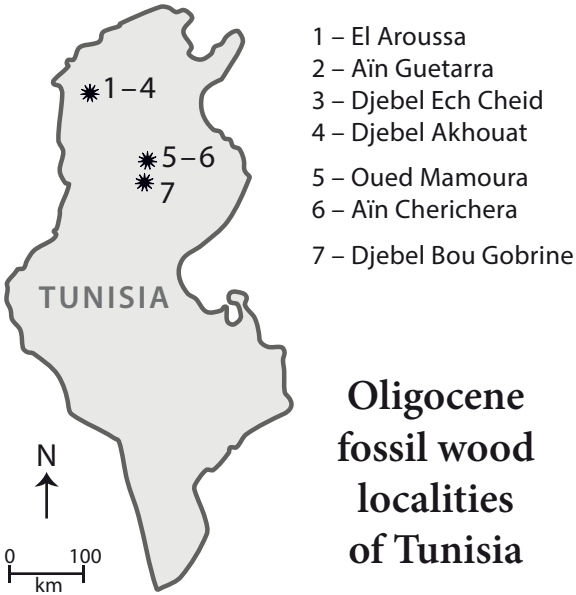 1 – El Aroussa
2 – Aïn Guetarra
3 – Djebel Ech Cheid
4 – Djebel Akhouat
5 – Oued Mamoura
6 – Aïn Cherichera
7 – Djebel Bou Gobrine
1–4
5–6
7
TUNISIA
Oligocene
fossil wood
localities
of Tunisia
N
0 100
km